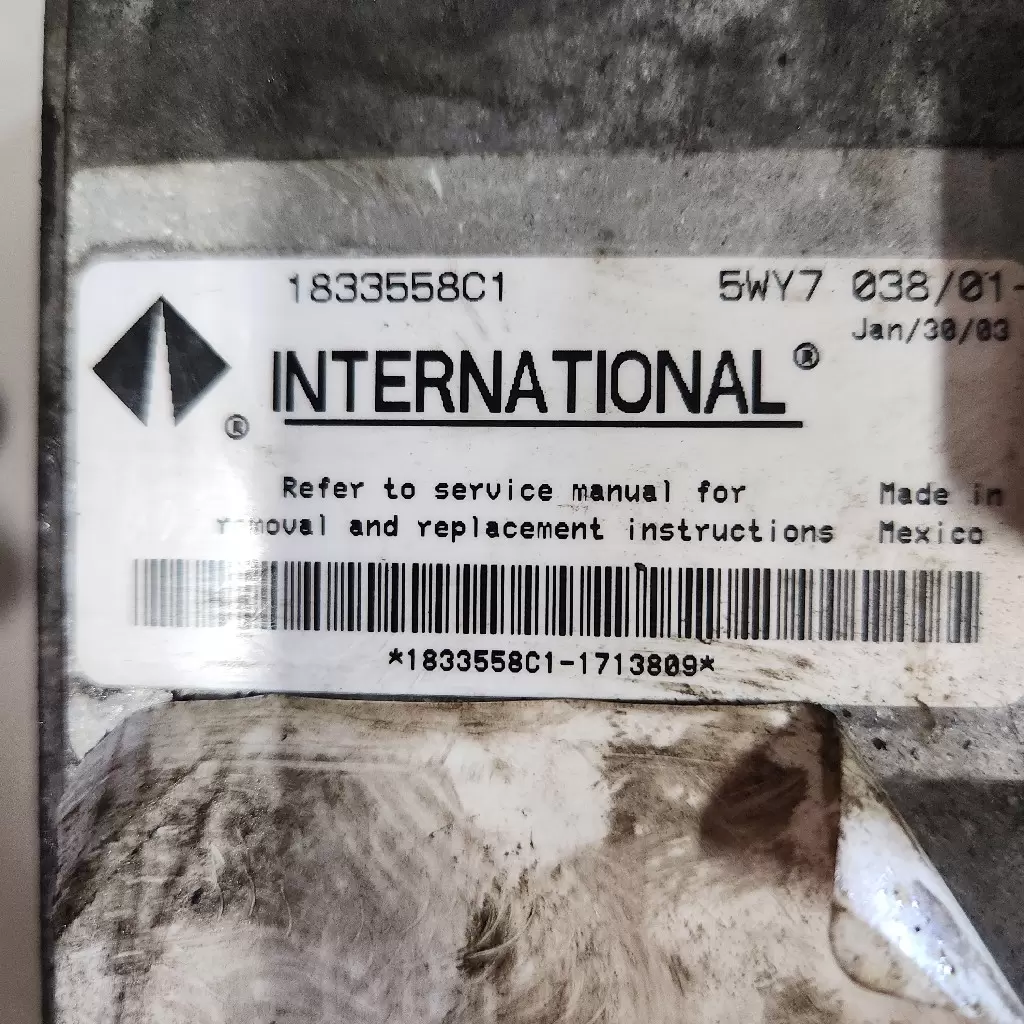 1833558C1 5WY7 038/01-
Jan/30/03
INTERNATIONAL®
®
Refer to service manual for Made in
removal and replacement instructions Mexico
*1833558C1-1713809*